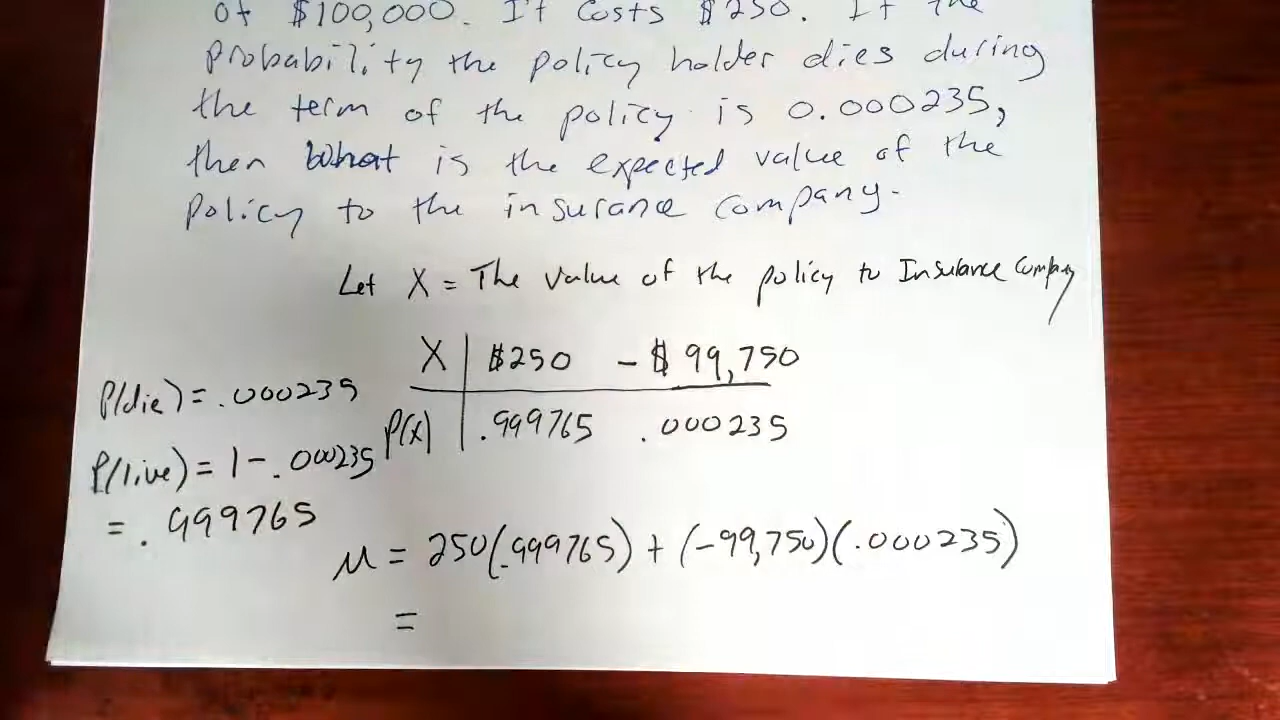 of $100,000. It costs $250. If the
probability the policy holder dies during
the term of the policy is 0.000235,
then what is the expected value of the
policy to the insurance company.
Let X = The value of the policy to Insurance Company
X $250 -$99,750
P(die) = .000235
P(x) .999765 .000235
P(live) = 1 - .000235
= .999765
μ = 250(.999765) + (-99,750)(.000235)
=